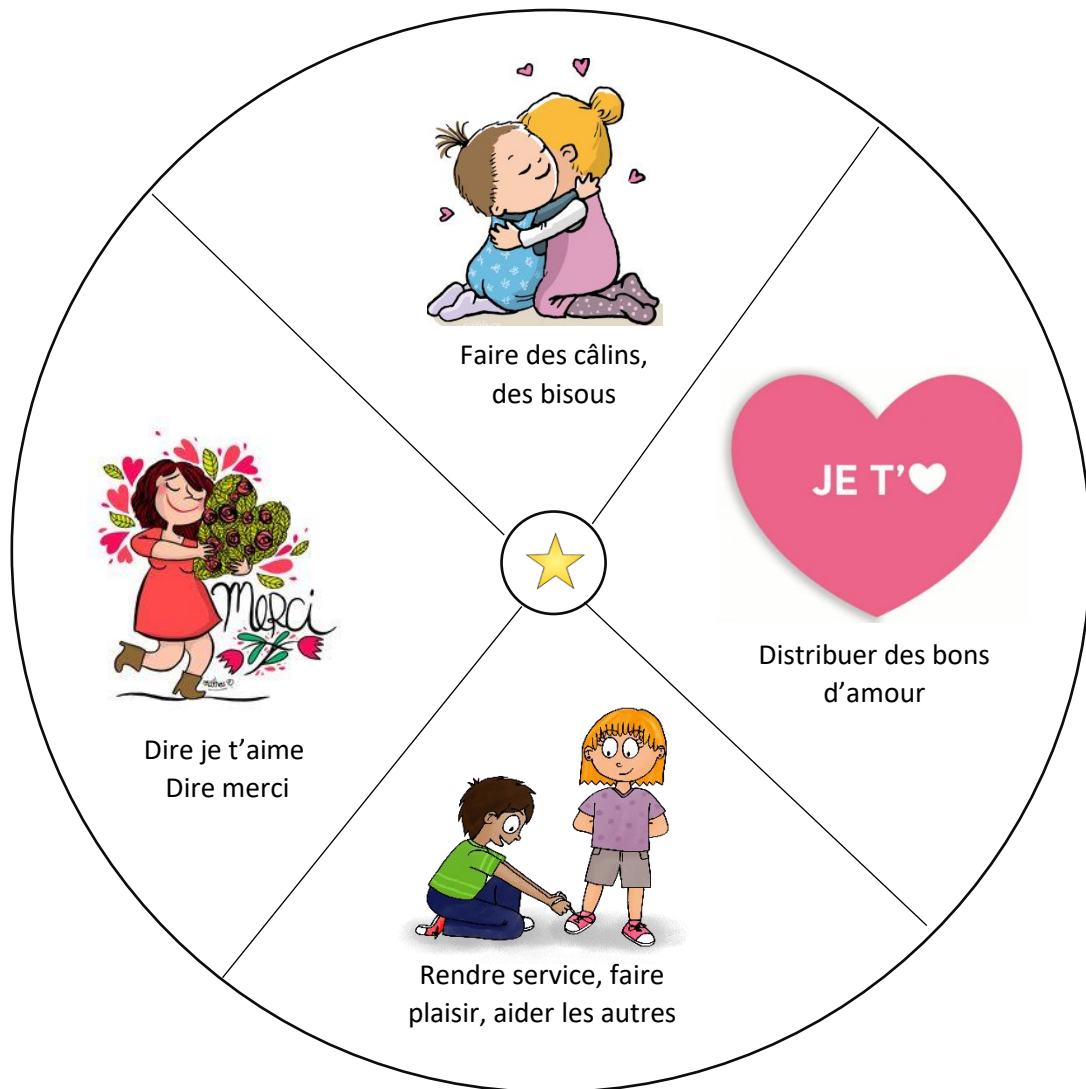 Faire des câlins,
des bisous
JE T’
Distribuer des bons
d’amour
Merci
Dire je t’aime
Dire merci
Rendre service, faire
plaisir, aider les autres